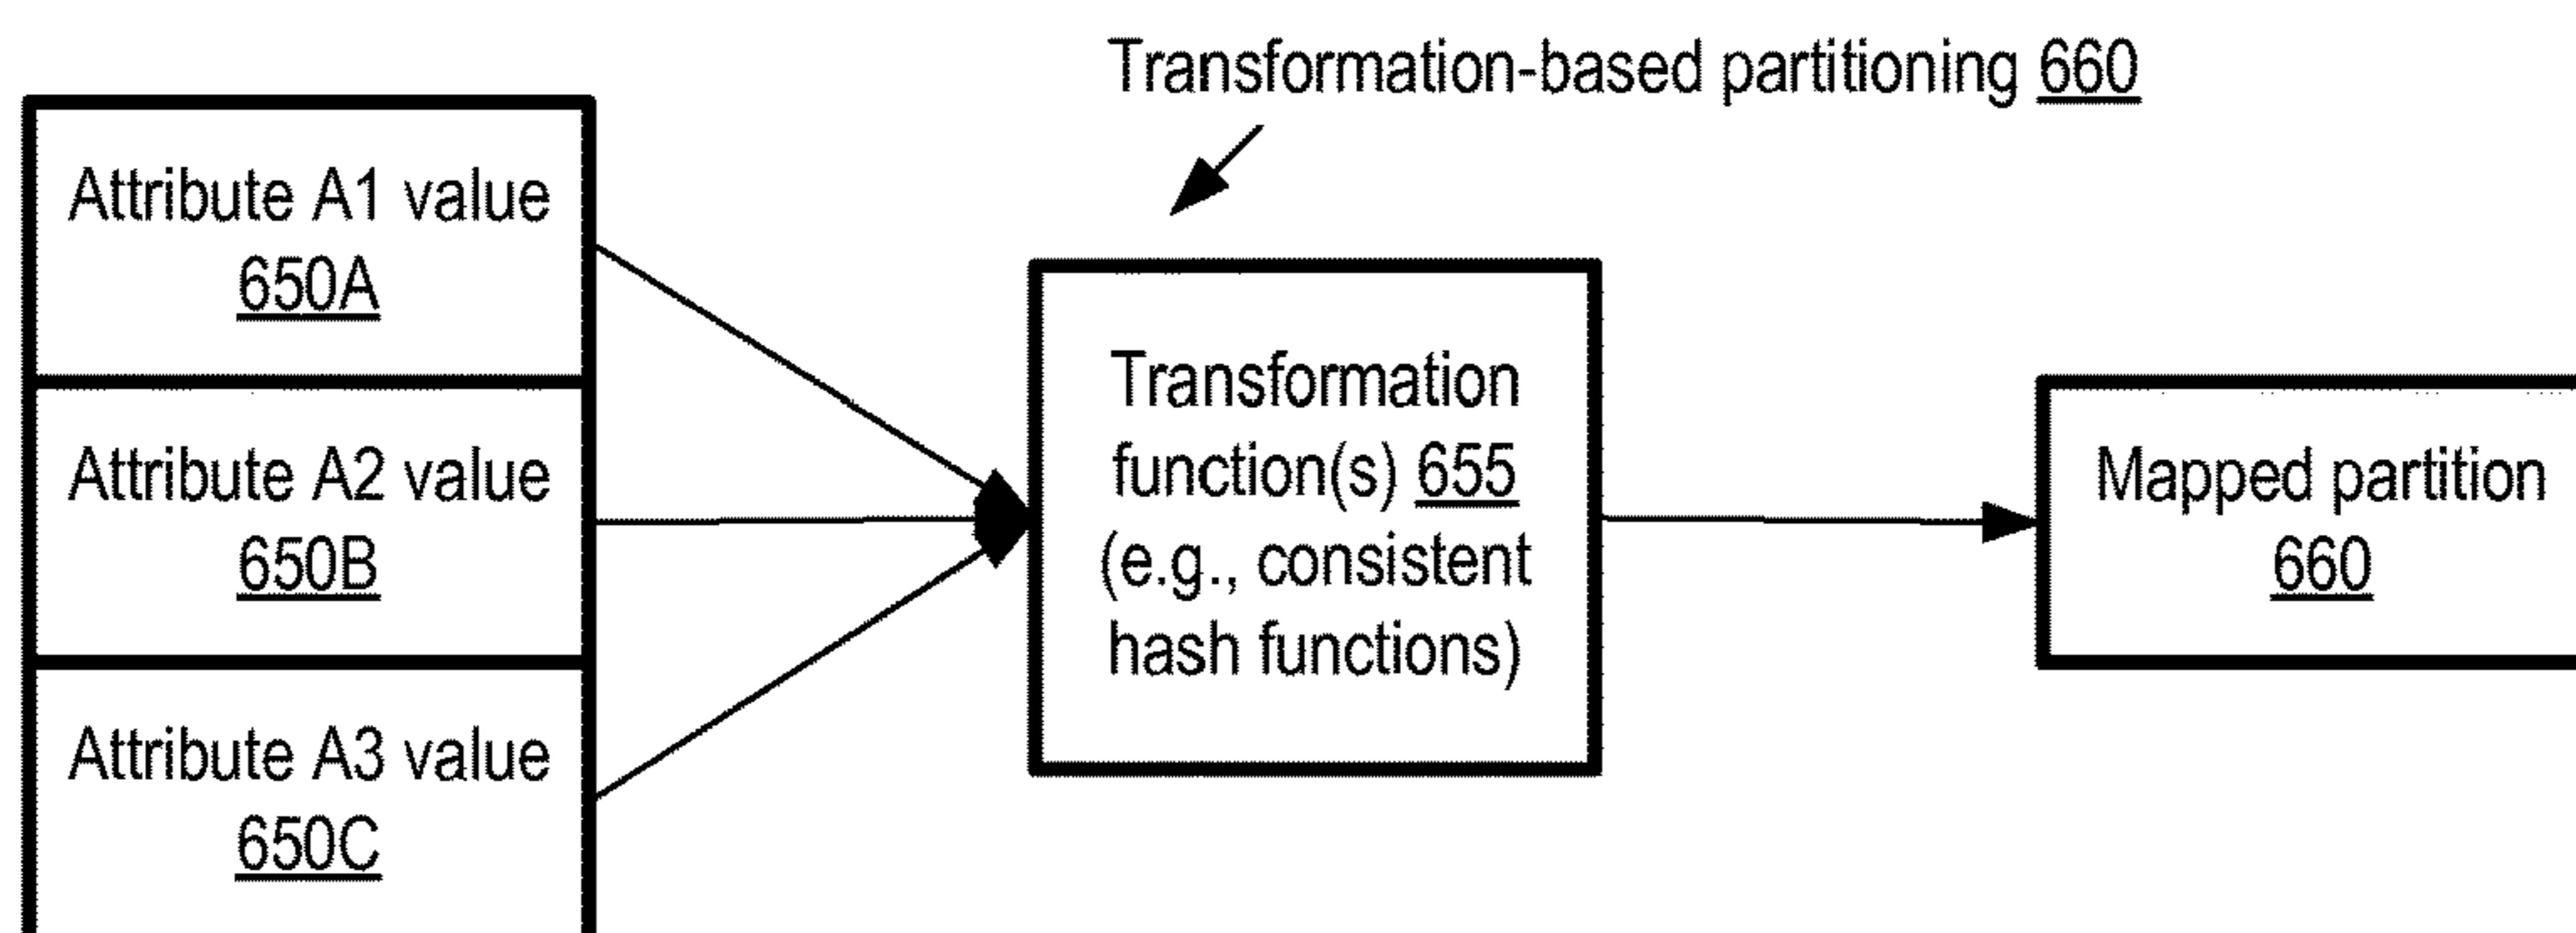 Transformation-based partitioning 660
Attribute A1 value
650A
Attribute A2 value
650B
Attribute A3 value
650C
Transformation
function(s) 655
(e.g., consistent
hash functions)
Mapped partition
660